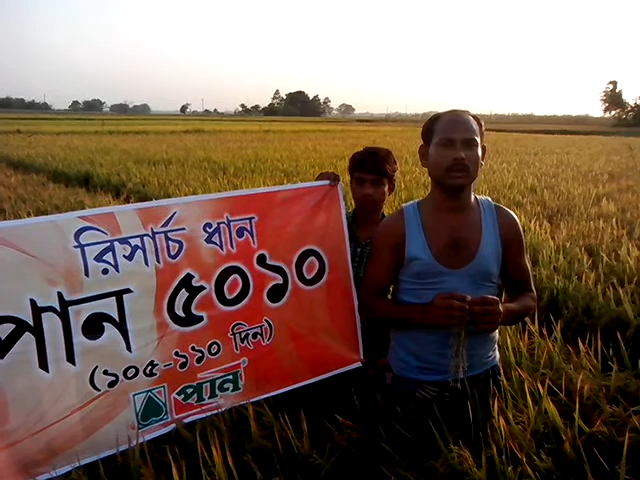 রিসার্চ ধান
পান ৫০১০
(১০৫-১১০ দিন)
পান